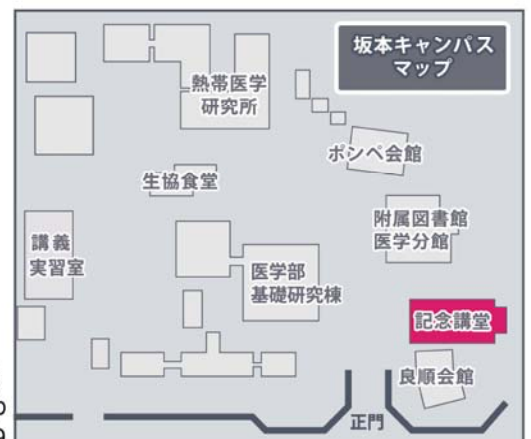 坂本キャンパス
マップ
熱帯医学
研究所
ポンペ会館
生協食堂
附属図書館
医学分館
講義
実習室
医学部
基礎研究棟
記念講堂
良順会館
正門